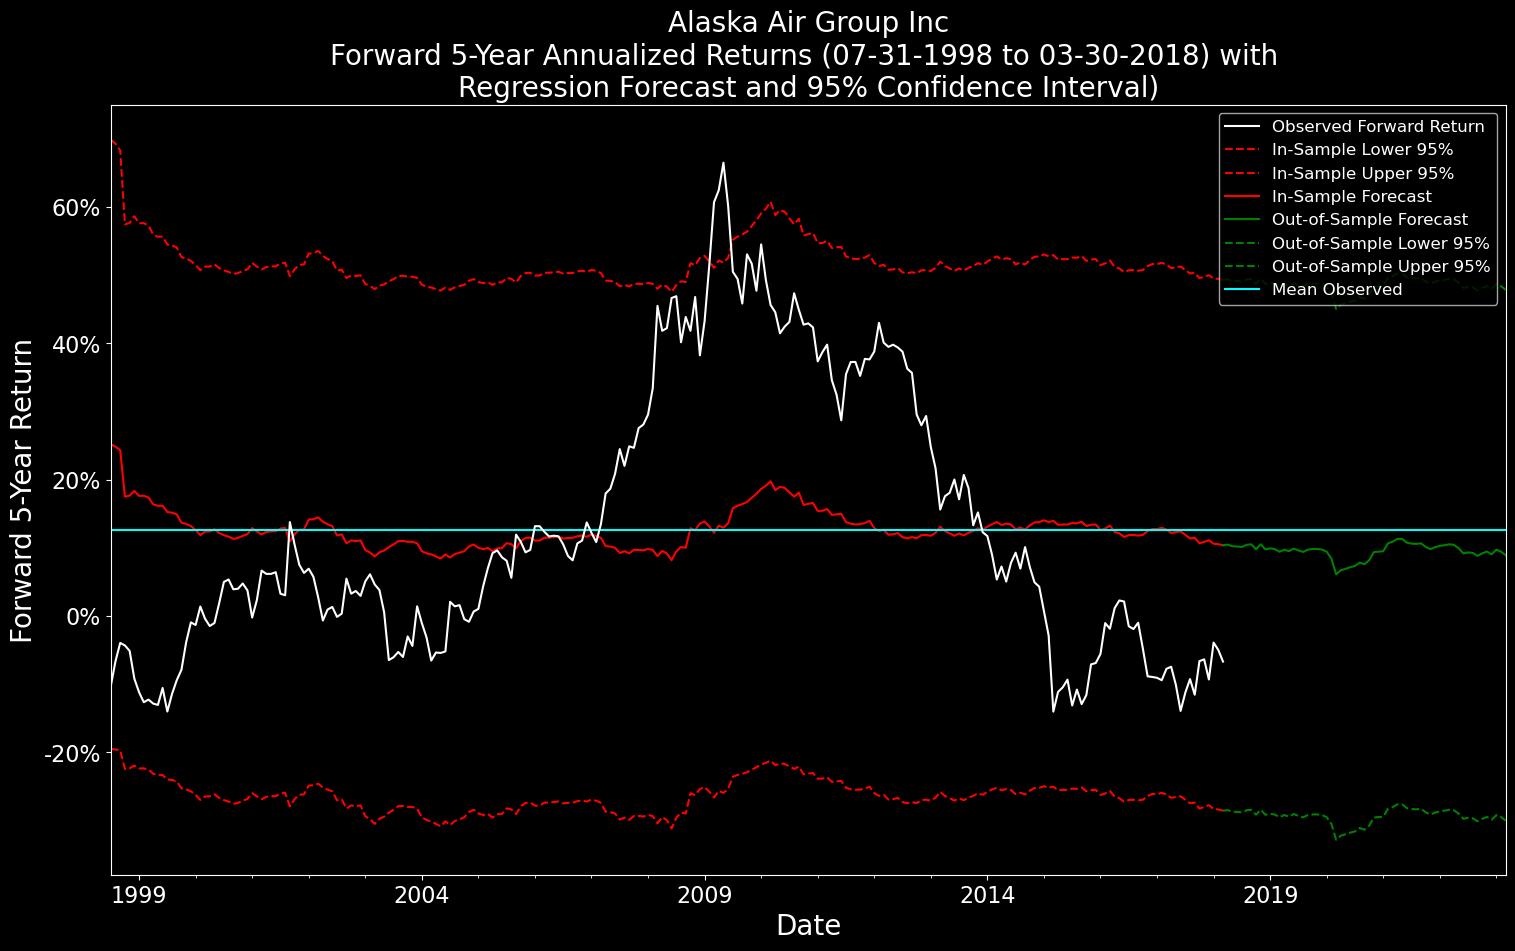 Alaska Air Group Inc
Forward 5-Year Annualized Returns (07-31-1998 to 03-30-2018) with
Regression Forecast and 95% Confidence Interval)
Observed Forward Return
In-Sample Lower 95%
In-Sample Upper 95%
In-Sample Forecast
Out-of-Sample Forecast
Out-of-Sample Lower 95%
Out-of-Sample Upper 95%
Mean Observed
Forward 5-Year Return
60%
40%
20%
0%
-20%
1999
2004
2009
2014
2019
Date